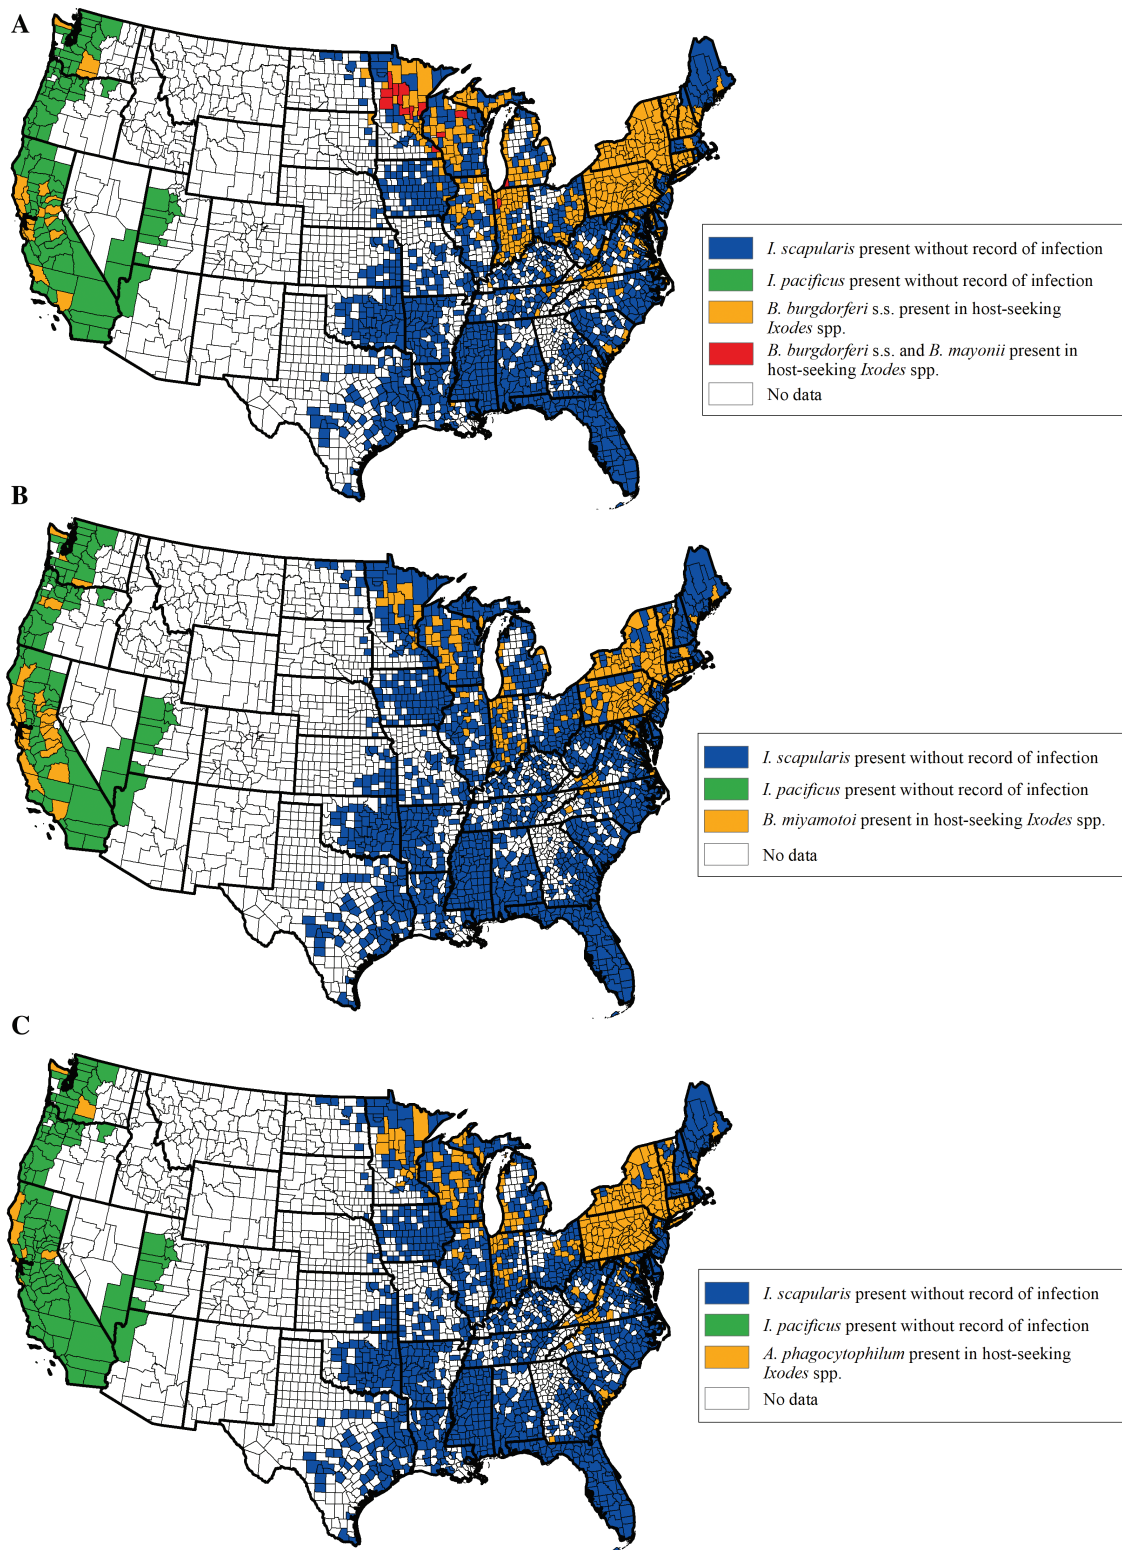 A
I. scapularis present without record of infection
I. pacificus present without record of infection
B. burgdorferi s.s. present in host-seeking
Ixodes spp.
B. burgdorferi s.s. and B. mayonii present in
host-seeking Ixodes spp.
No data
B
I. scapularis present without record of infection
I. pacificus present without record of infection
B. miyamotoi present in host-seeking Ixodes spp.
No data
C
I. scapularis present without record of infection
I. pacificus present without record of infection
A. phagocytophilum present in host-seeking
Ixodes spp.
No data